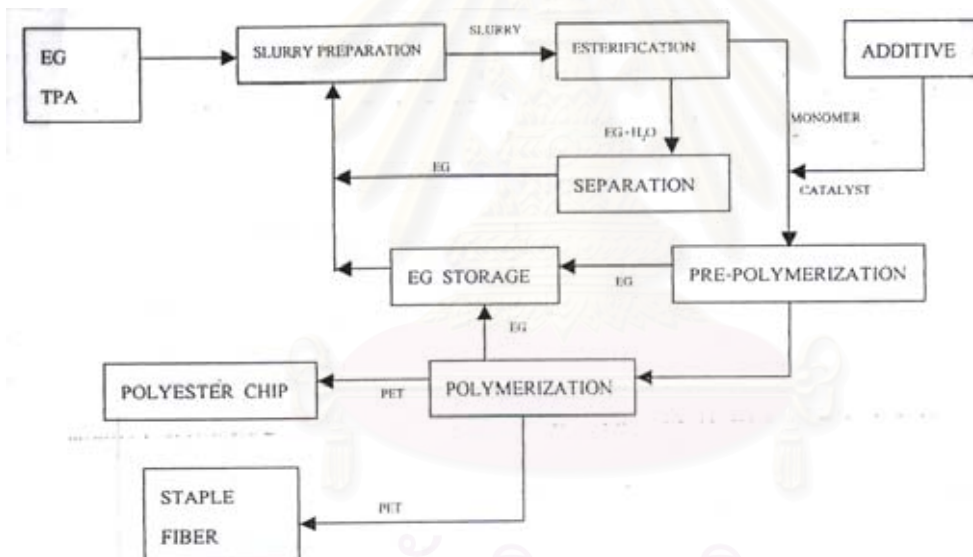 EG
TPA
SLURRY PREPARATION
SLURRY
ESTERIFICATION
ADDITIVE
MONOMER
EG+H₂O
EG
SEPARATION
CATALYST
EG STORAGE
EG
PRE-POLYMERIZATION
EG
POLYESTER CHIP
PET
POLYMERIZATION
STAPLE
FIBER
PET